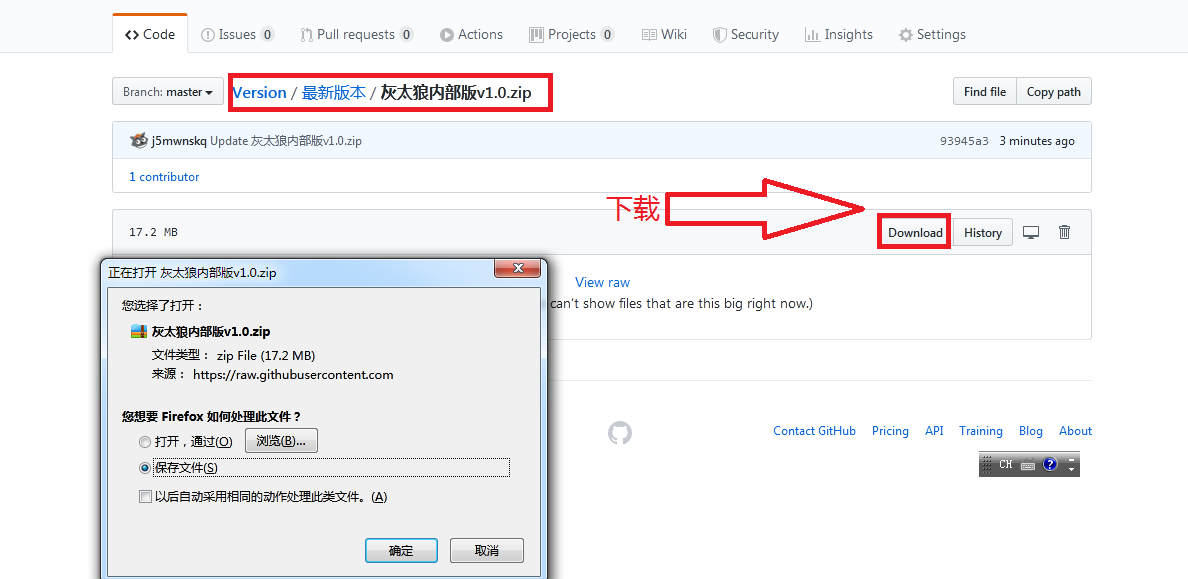 Code Issues 0 Pull requests 0 Actions Projects 0 Wiki Security Insights Settings
Branch: master Version / 最新版本 / 灰太狼内部版v1.0.zip Find file Copy path
j5mwnskq Update 灰太狼内部版v1.0.zip 93945a3 3 minutes ago
1 contributor
下载
17.2 MB Download History
View raw
can't show files that are this big right now.)
正在打开 灰太狼内部版v1.0.zip
您选择了打开：
灰太狼内部版v1.0.zip
文件类型： zip File (17.2 MB)
来源： https://raw.githubusercontent.com
您想要 Firefox 如何处理此文件？
打开，通过(O) 浏览(B)...
保存文件(S)
以后自动采用相同的动作处理此类文件。(A)
确定 取消
Contact GitHub Pricing API Training Blog About
CH ?